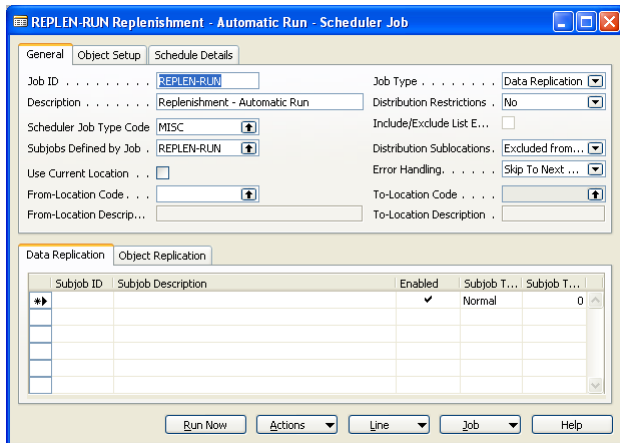 REPLEN-RUN Replenishment - Automatic Run - Scheduler Job
General Object Setup Schedule Details
Job ID . . . . . . . . . REPLEN-RUN
Job Type . . . . . . . . Data Replication
Description . . . . . . . Replenishment - Automatic Run
Distribution Restrictions . No
Scheduler Job Type Code MISC
Include/Exclude List E...
Subjobs Defined by Job . REPLEN-RUN
Distribution Sublocations. Excluded from...
Use Current Location . .
Error Handling. . . . . . Skip To Next ...
From-Location Code. . .
To-Location Code . . . .
From-Location Descrip...
To-Location Description .
Data Replication Object Replication
Subjob ID Subjob Description Enabled Subjob T... Subjob T...
Normal 0
Run Now Actions Line Job Help